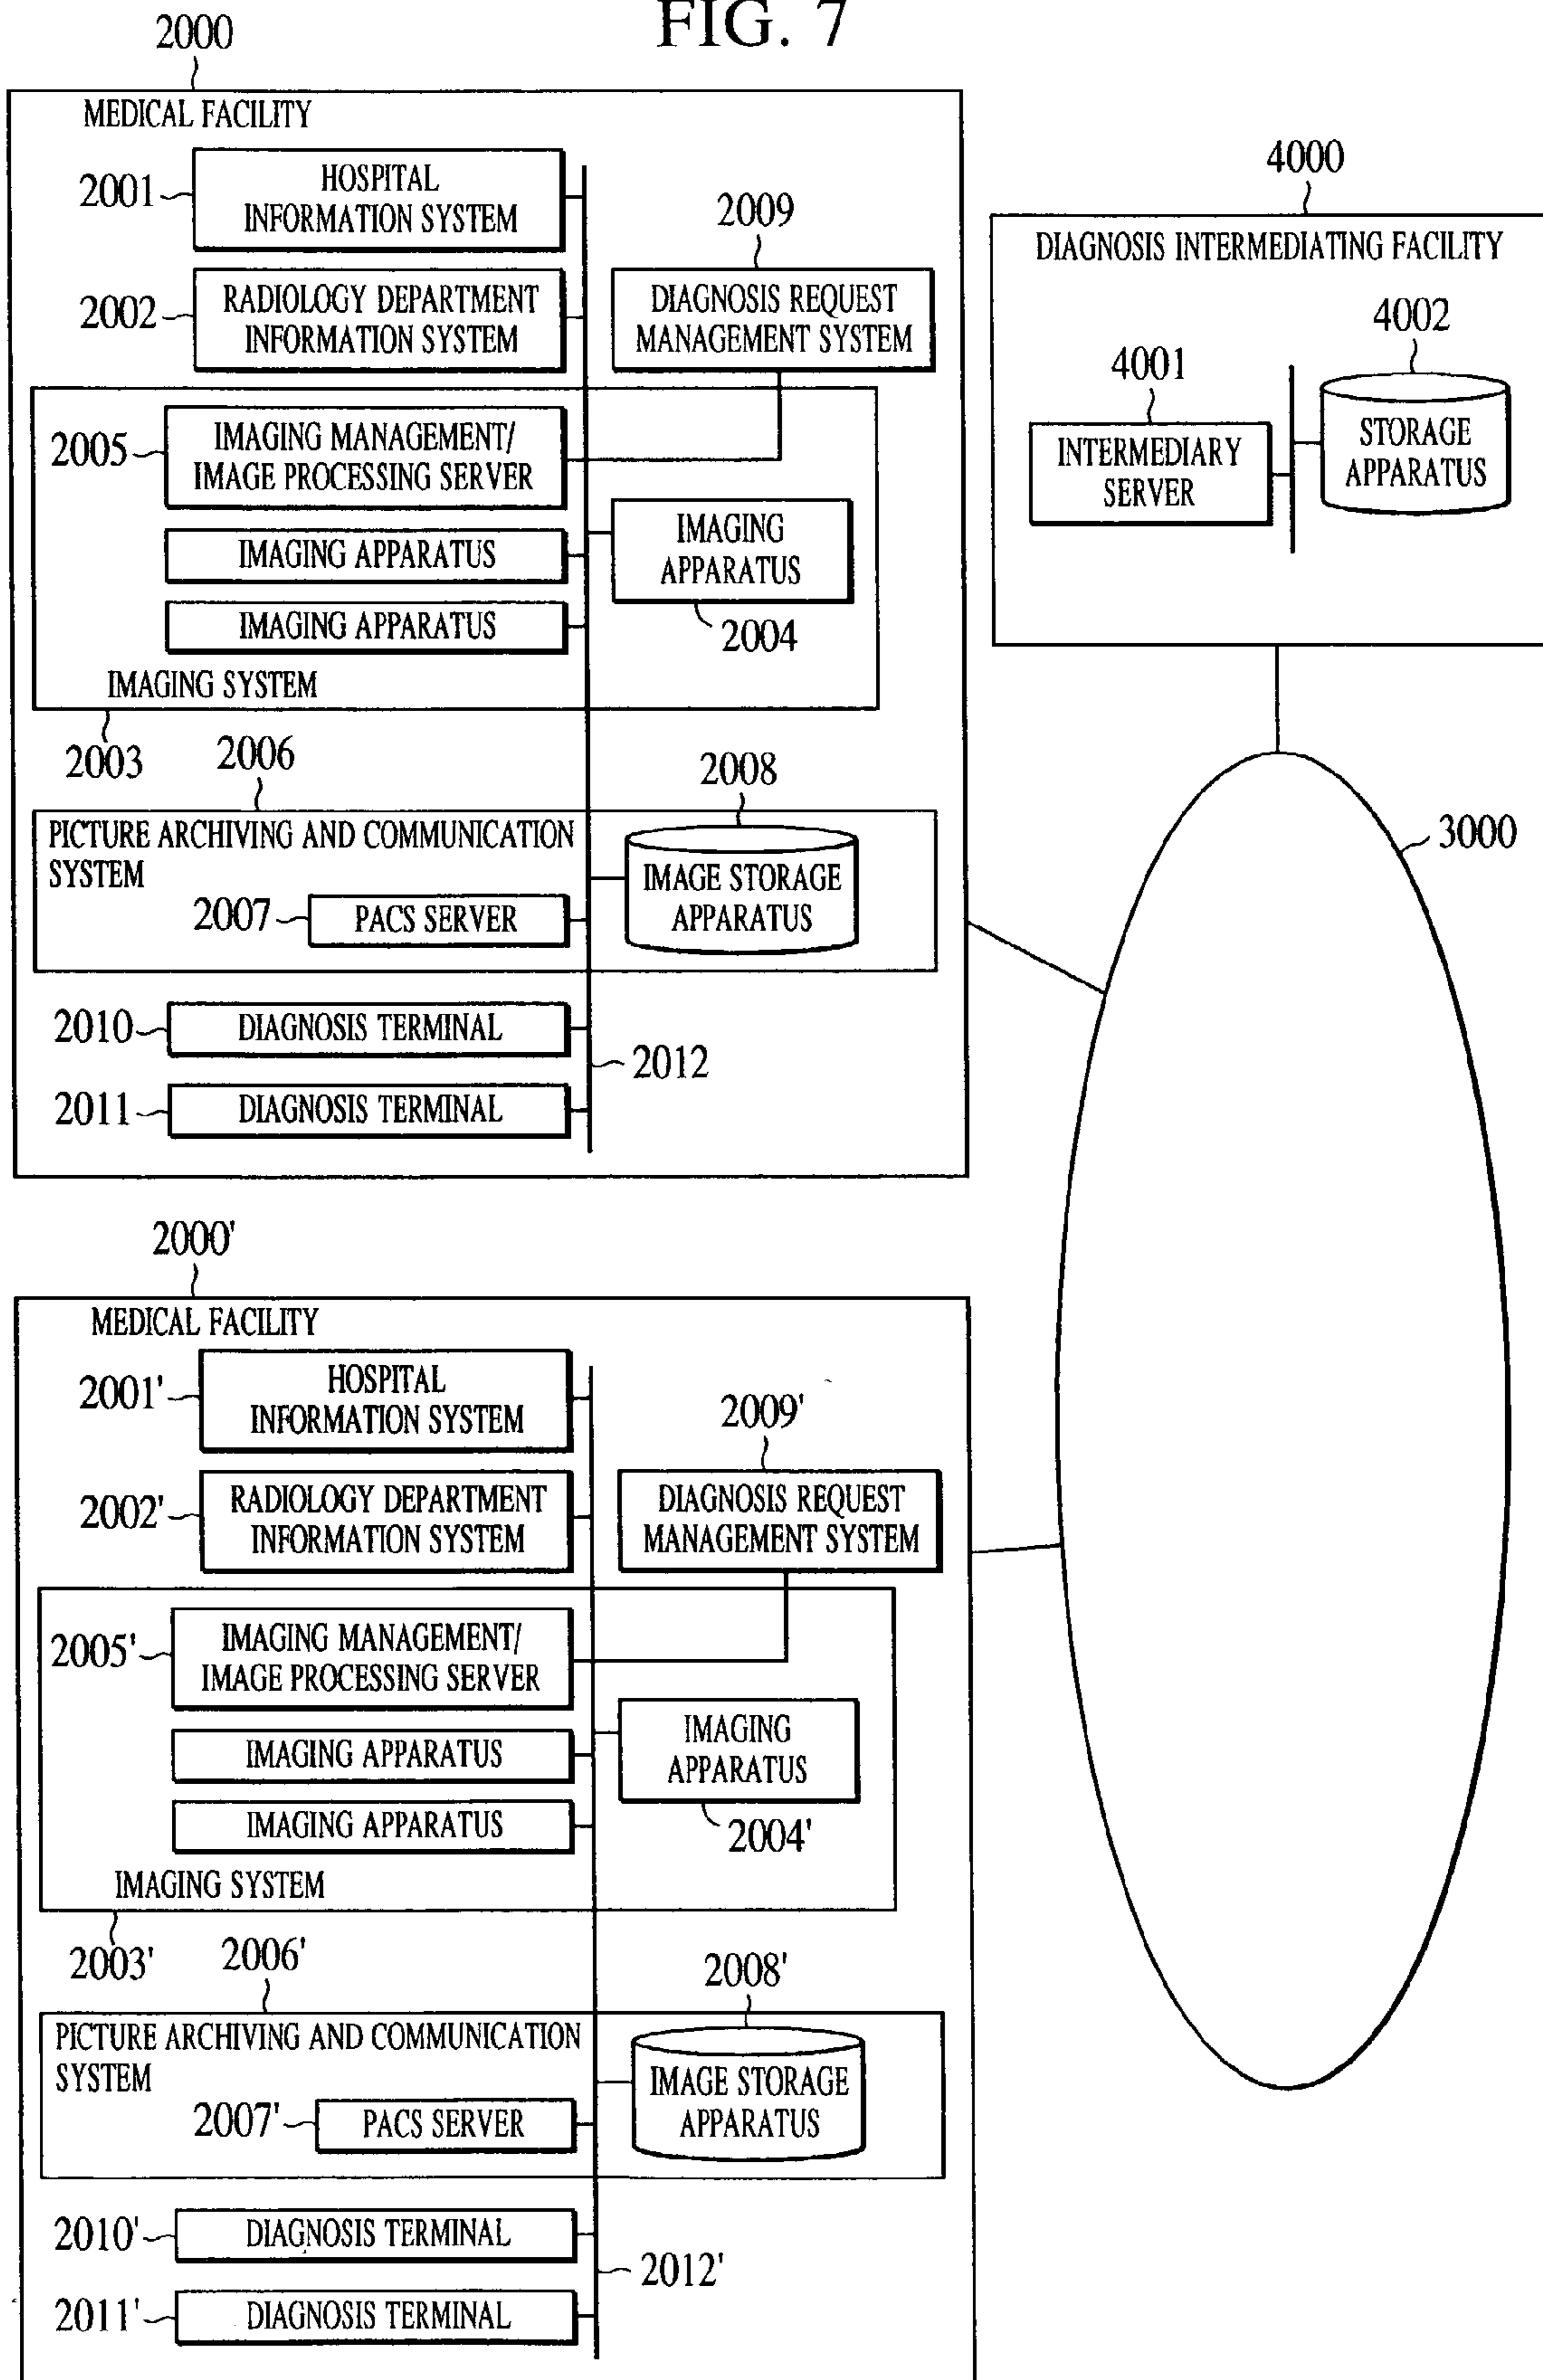 FIG. 7
2000
MEDICAL FACILITY
2001
HOSPITAL
INFORMATION SYSTEM
2002
RADIOLOGY DEPARTMENT
INFORMATION SYSTEM
2009
DIAGNOSIS REQUEST
MANAGEMENT SYSTEM
2005
IMAGING MANAGEMENT/
IMAGE PROCESSING SERVER
IMAGING APPARATUS
IMAGING APPARATUS
IMAGING
APPARATUS
2004
IMAGING SYSTEM
2003
2006
2008
PICTURE ARCHIVING AND COMMUNICATION
SYSTEM
2007
PACS SERVER
IMAGE STORAGE
APPARATUS
2010
DIAGNOSIS TERMINAL
2012
2011
DIAGNOSIS TERMINAL
4000
DIAGNOSIS INTERMEDIATING FACILITY
4001
INTERMEDIARY
SERVER
4002
STORAGE
APPARATUS
3000
2000'
MEDICAL FACILITY
2001'
HOSPITAL
INFORMATION SYSTEM
2002'
RADIOLOGY DEPARTMENT
INFORMATION SYSTEM
2009'
DIAGNOSIS REQUEST
MANAGEMENT SYSTEM
2005'
IMAGING MANAGEMENT/
IMAGE PROCESSING SERVER
IMAGING APPARATUS
IMAGING APPARATUS
IMAGING
APPARATUS
2004'
IMAGING SYSTEM
2003'
2006'
2008'
PICTURE ARCHIVING AND COMMUNICATION
SYSTEM
2007'
PACS SERVER
IMAGE STORAGE
APPARATUS
2010'
DIAGNOSIS TERMINAL
2012'
2011'
DIAGNOSIS TERMINAL